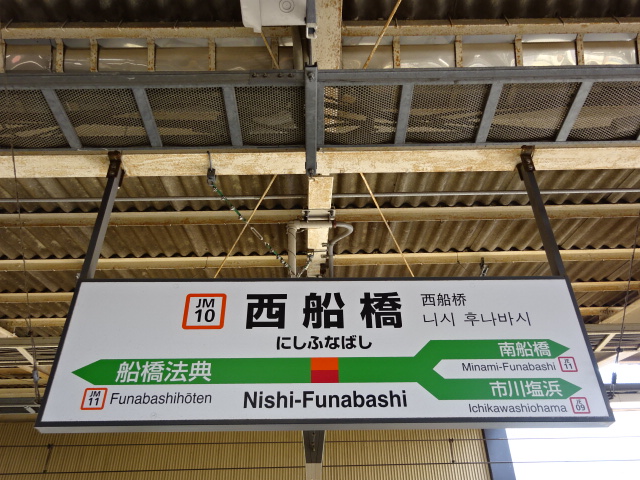 JM
10
西船橋
西船桥
니시 후나바시
にしふなばし
船橋法典
南船橋
Minami-Funabashi
JE
11
JM
11
Funabashihōten
Nishi-Funabashi
市川塩浜
Ichikawashiohama
JE
09